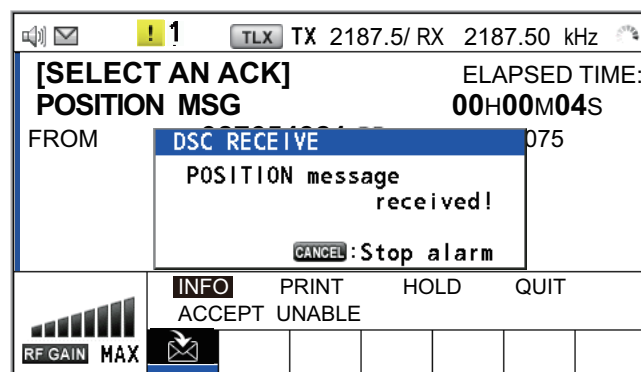 ! 1 TLX TX 2187.5/ RX 2187.50 kHz
[SELECT AN ACK] ELAPSED TIME:
POSITION MSG 00H00M04S
FROM 075
DSC RECEIVE
POSITION message
received!
CANCEL :Stop alarm
INFO PRINT HOLD QUIT
ACCEPT UNABLE
RF GAIN MAX